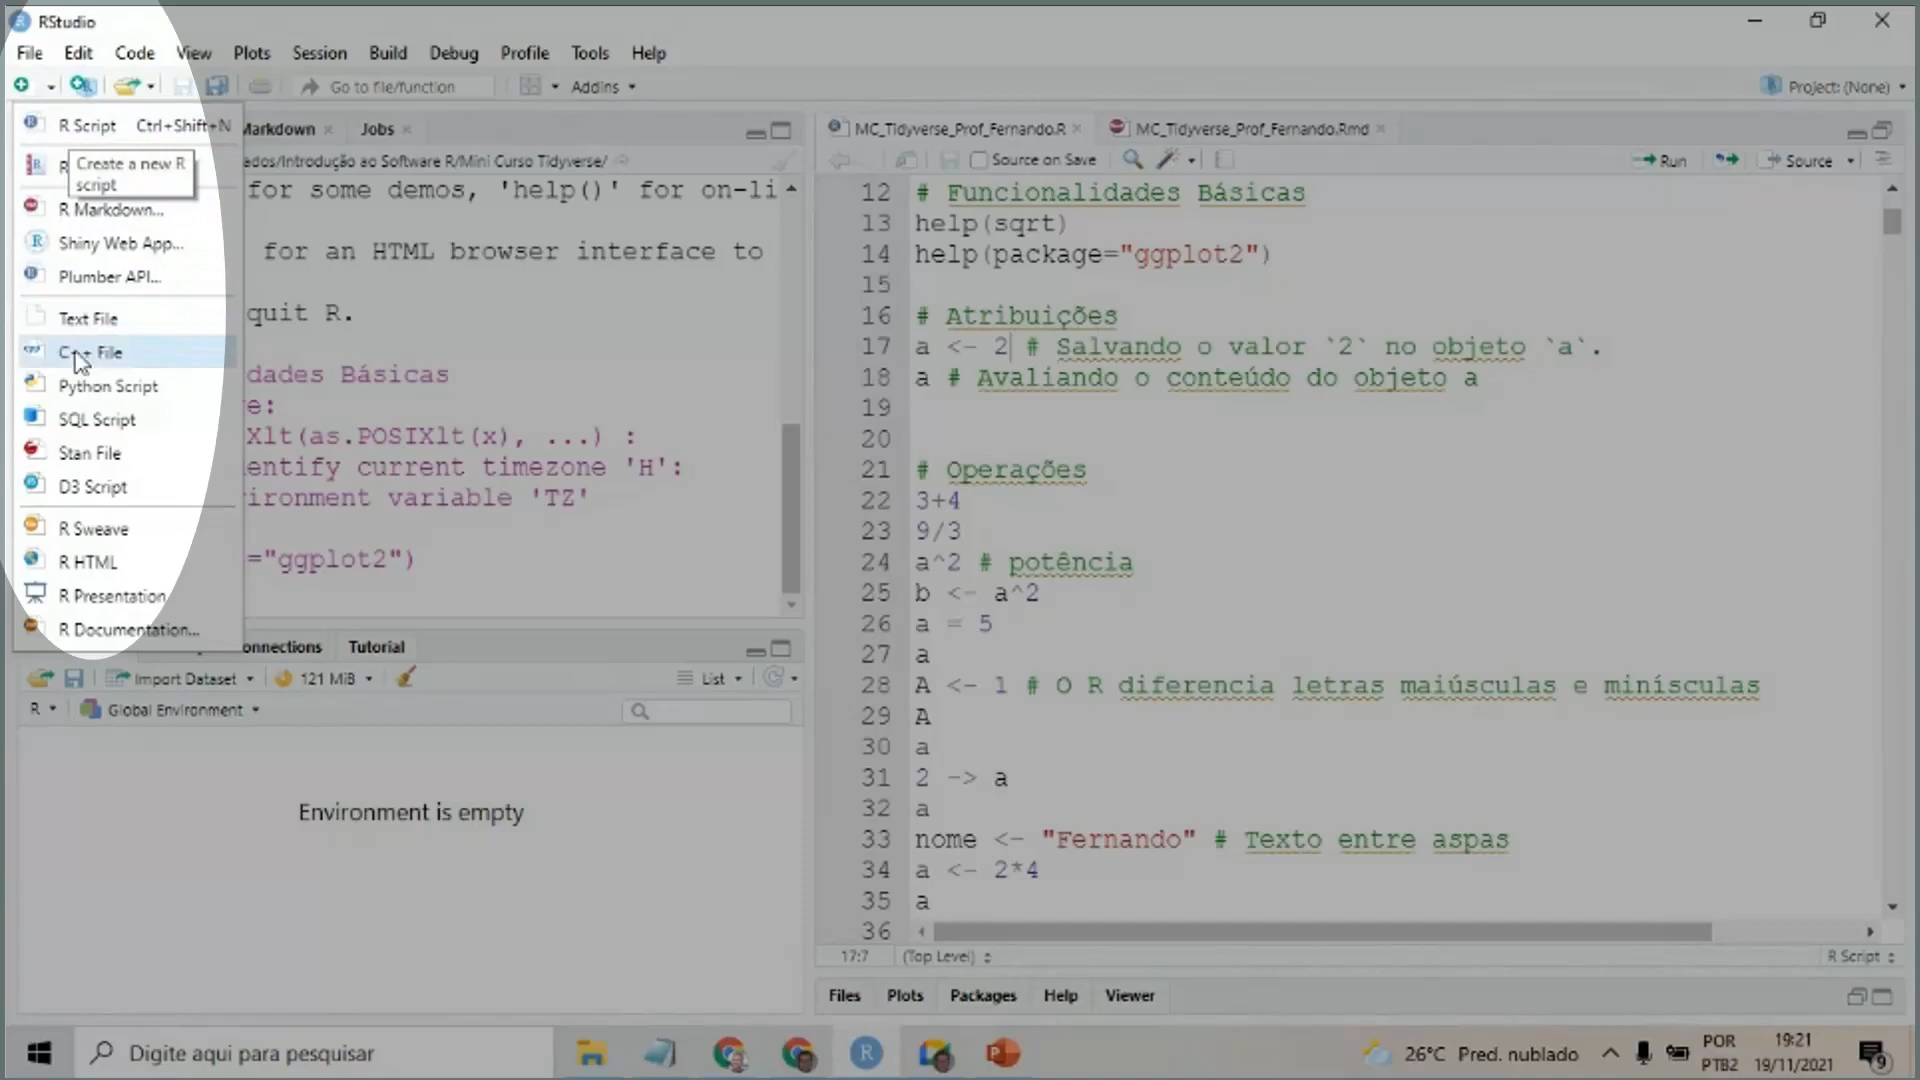 RStudio
File Edit Code View Plots Session Build Debug Profile Tools Help
Go to file/function Addins Project: (None)
R Script Ctrl+Shift+N
R
Create a new R
script
R Markdown...
Shiny Web App...
Plumber API...
Text File
C++ File
Python Script
SQL Script
Stan File
D3 Script
R Sweave
R HTML
R Presentation
R Documentation...
Markdown Jobs
ados/Introdução ao Software R/Mini Curso Tidyverse/
for some demos, 'help()' for on-li
for an HTML browser interface to
quit R.
dades Básicas
e:
Xlt(as.POSIXlt(x), ...) :
entify current timezone 'H':
ironment variable 'TZ'
="ggplot2")
onnections Tutorial
Import Dataset 121 MiB List
R Global Environment
Environment is empty
MC_Tidyverse_Prof_Fernando.R MC_Tidyverse_Prof_Fernando.Rmd
Source on Save Run Source
12 # Funcionalidades Básicas
13 help(sqrt)
14 help(package="ggplot2")
15
16 # Atribuições
17 a <- 2 # Salvando o valor `2` no objeto `a`.
18 a # Avaliando o conteúdo do objeto a
19
20
21 # Operações
22 3+4
23 9/3
24 a^2 # potência
25 b <- a^2
26 a = 5
27 a
28 A <- 1 # O R diferencia letras maiúsculas e minísculas
29 A
30 a
31 2 -> a
32 a
33 nome <- "Fernando" # Texto entre aspas
34 a <- 2*4
35 a
36
17:7 (Top Level) R Script
Files Plots Packages Help Viewer
Digite aqui para pesquisar
26°C Pred. nublado
POR
PTB2
19:21
19/11/2021
9